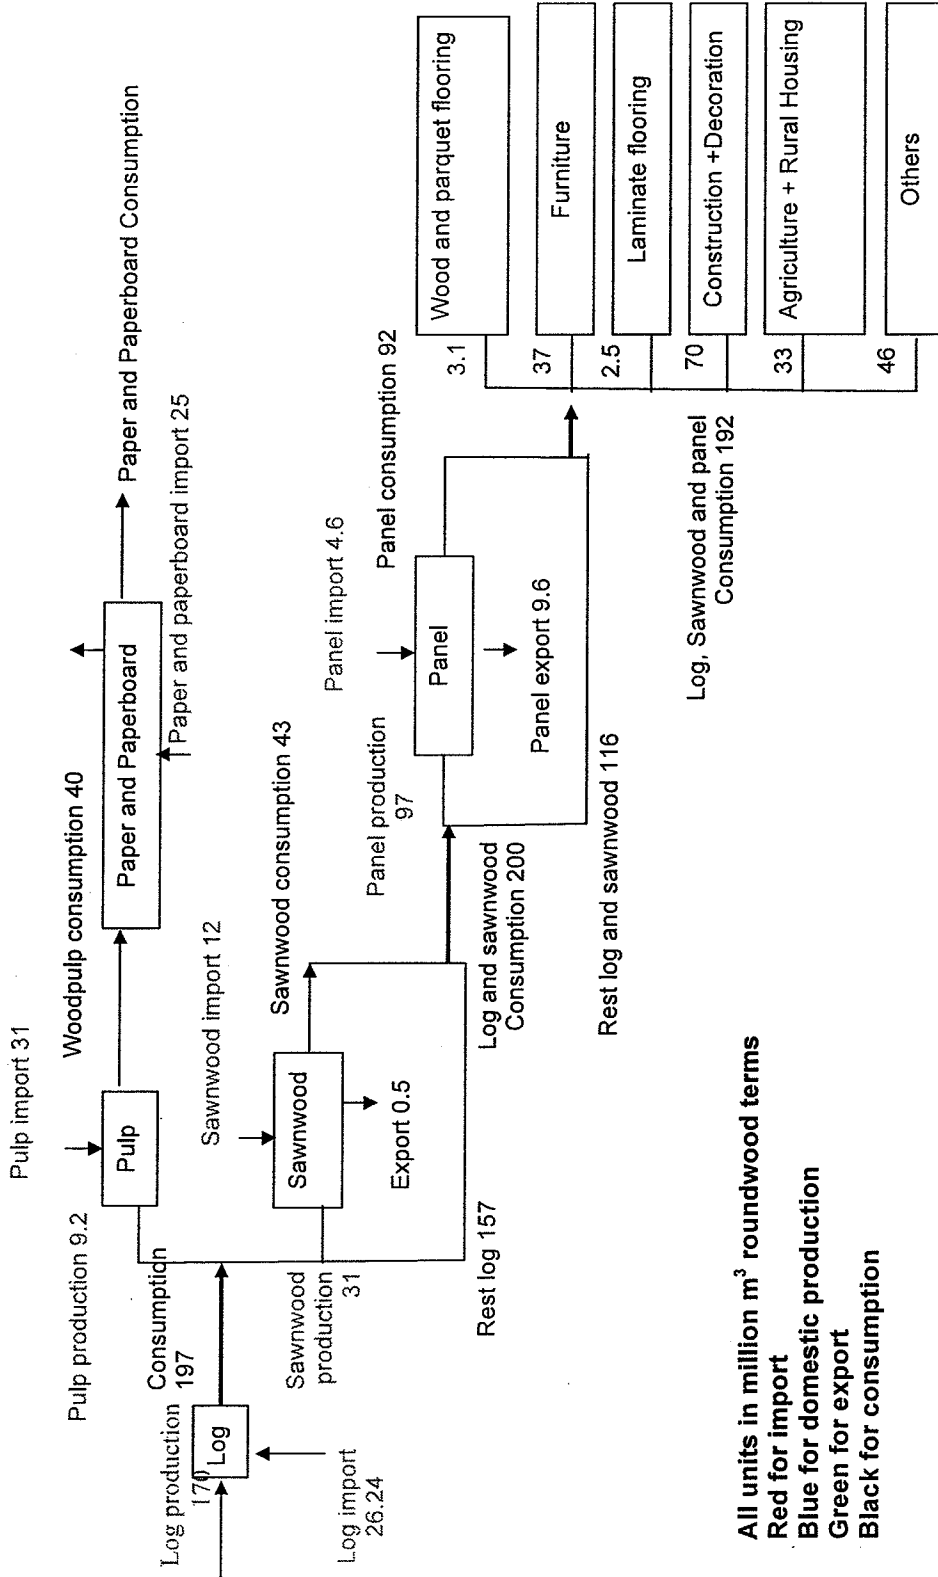 Pulp import 31
Pulp production 9.2
Pulp
Woodpulp consumption 40
Paper and Paperboard
Paper and Paperboard Consumption
Paper and paperboard import 25
Log production
170
Log
Log import
26.24
Consumption
197
Sawnwood import 12
Sawnwood
production
31
Sawnwood
Sawnwood consumption 43
Export 0.5
Rest log 157
Log and sawnwood
Consumption 200
Panel import 4.6
Panel production
97
Panel
Panel consumption 92
Panel export 9.6
Rest log and sawnwood 116
Log, Sawnwood and panel
Consumption 192
3.1
Wood and parquet flooring
37
Furniture
2.5
Laminate flooring
70
Construction +Decoration
33
Agriculture + Rural Housing
46
Others
All units in million m³ roundwood terms
Red for import
Blue for domestic production
Green for export
Black for consumption